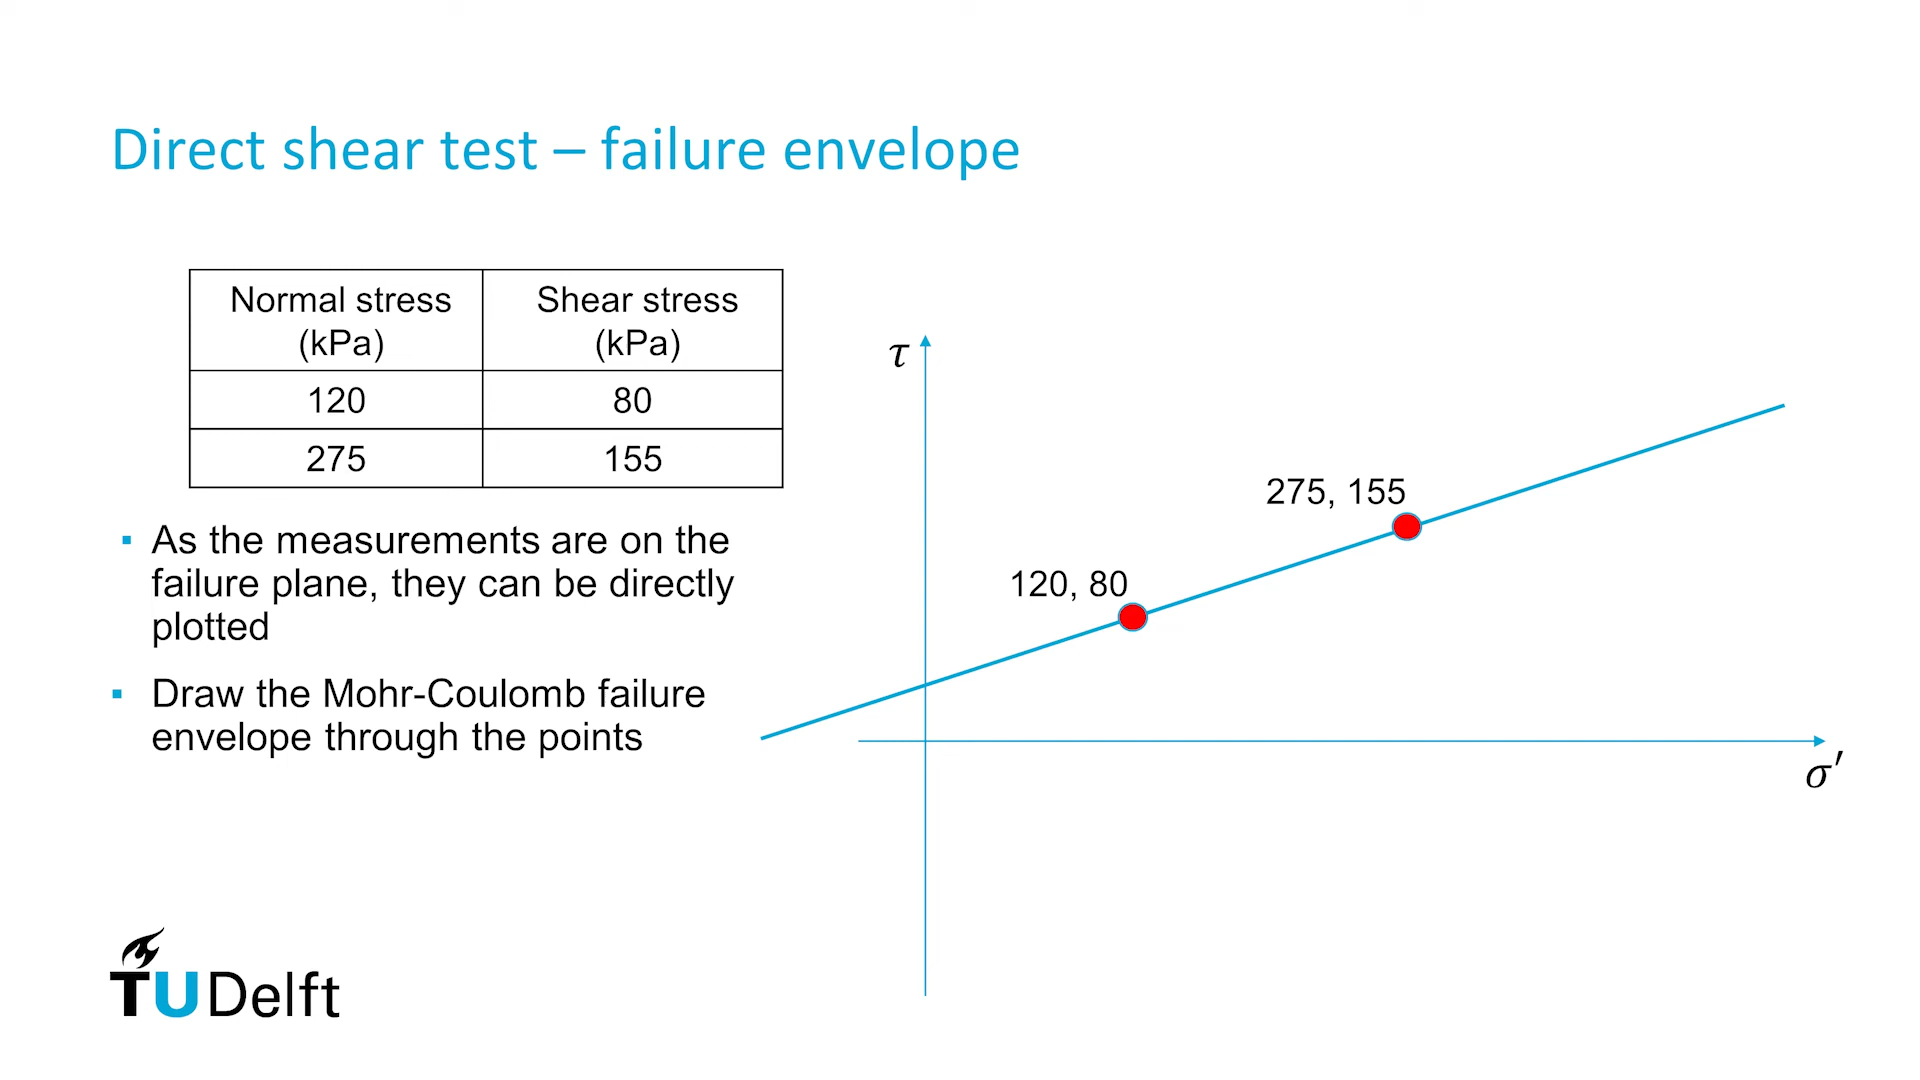 Direct shear test – failure envelope
Normal stress (kPa)
Shear stress (kPa)
120
80
275
155
▪ As the measurements are on the
failure plane, they can be directly
plotted
▪ Draw the Mohr-Coulomb failure
envelope through the points
τ
275, 155
120, 80
σ′
TUDelft